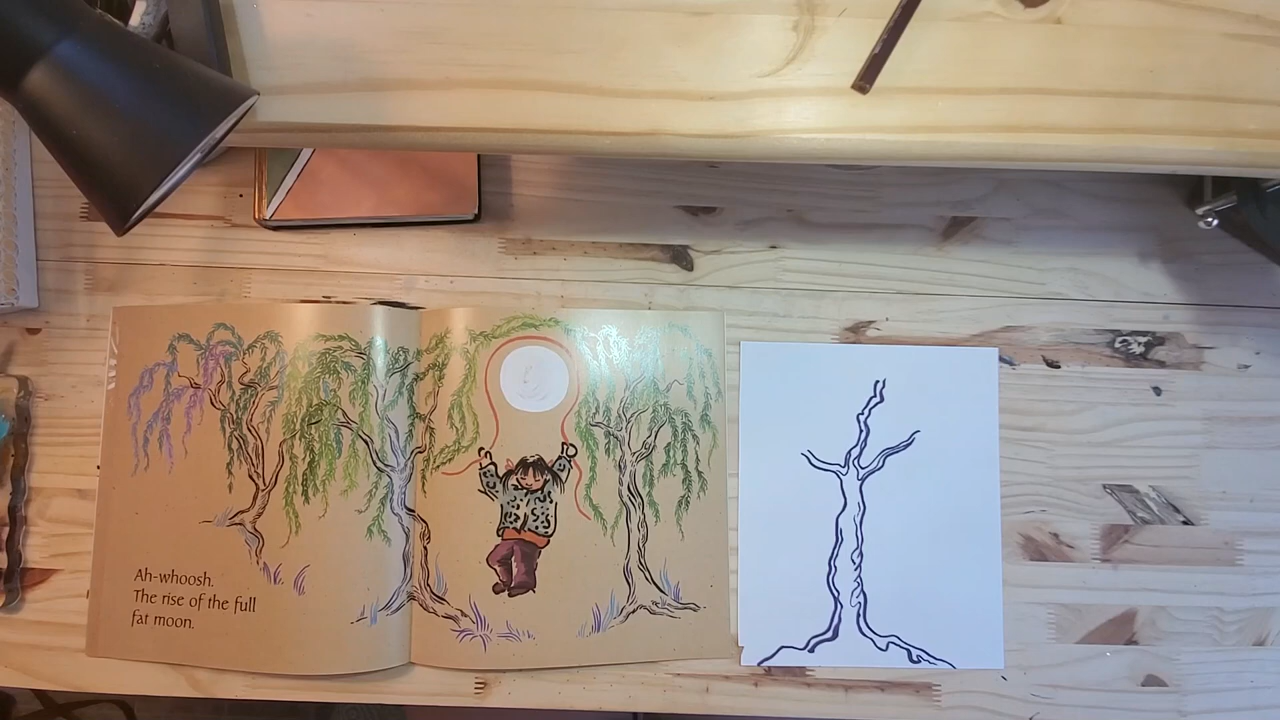 Ah-whoosh.
The rise of the full
fat moon.